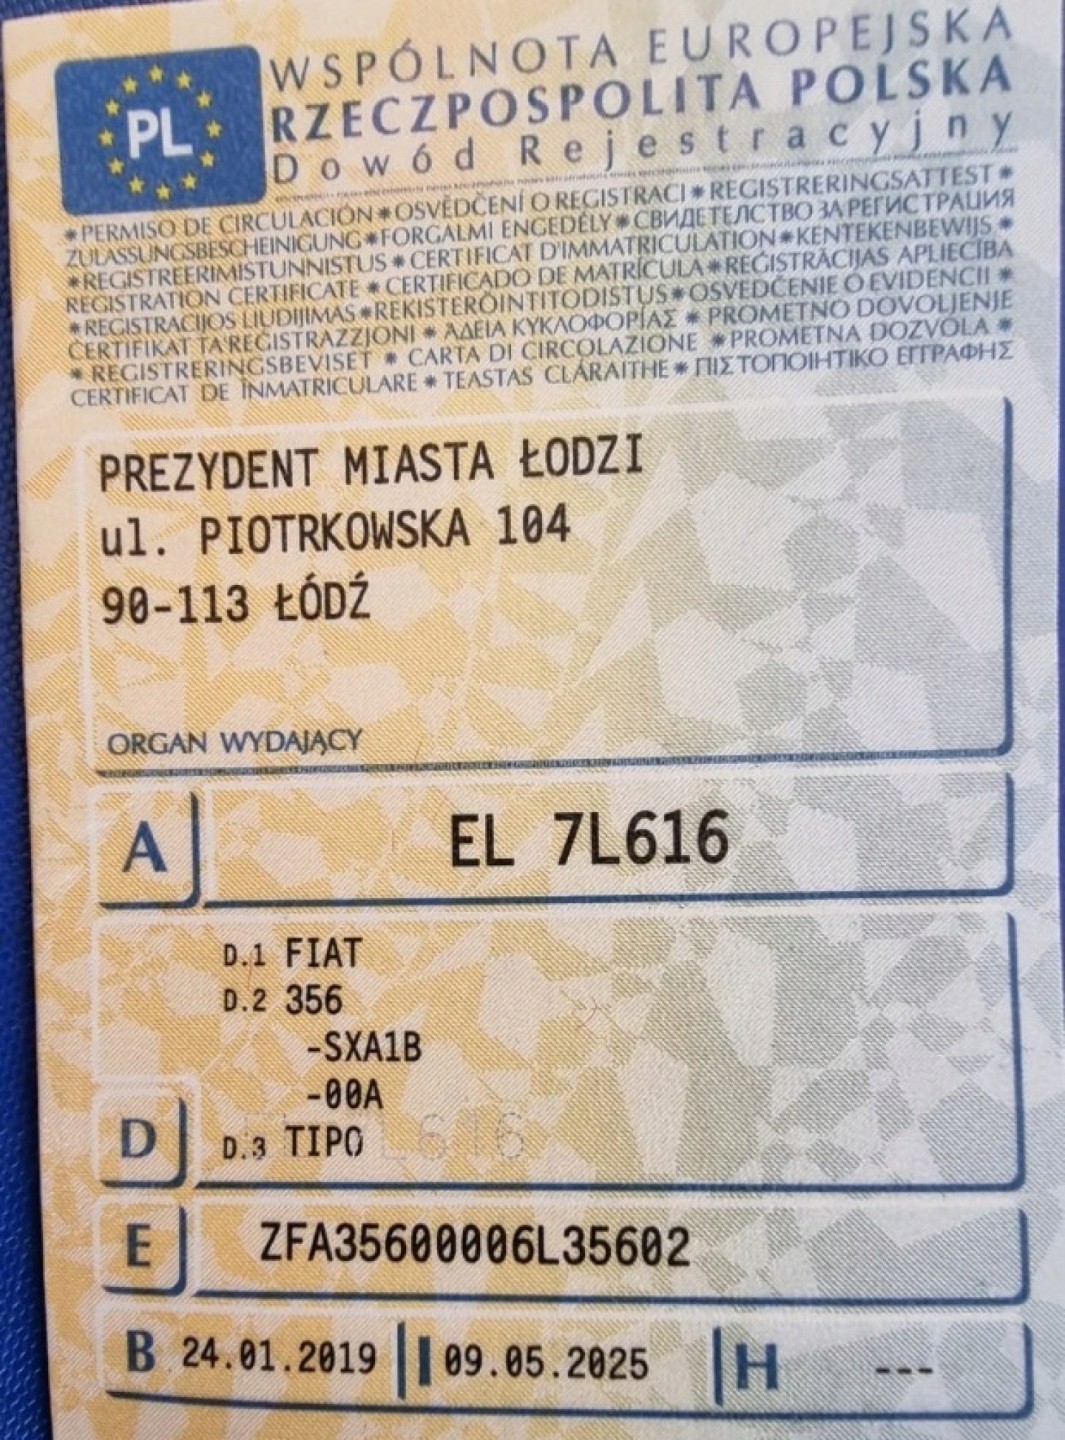 PL
WSPÓLNOTA EUROPEJSKA
RZECZPOSPOLITA POLSKA
Dowód Rejestracyjny
*PERMISO DE CIRCULACIÓN*OSVĚDČENÍ O REGISTRACI*REGISTRERINGSATTEST*
ZULASSUNGSBESCHEINIGUNG*FORGALMI ENGEDÉLY*СВИДЕТЕЛСТВО ЗА РЕГИСТРАЦИЯ
*REGISTREERIMISTUNNISTUS*CERTIFICAT D'IMMATRICULATION*KENTEKENBEWIJS*
REGISTRATION CERTIFICATE*CERTIFICADO DE MATRÍCULA*REĢISTRĀCIJAS APLIECĪBA
*REGISTRACIJOS LIUDIJIMAS*REKISTERÖINTITODISTUS*OSVEDČENIE O EVIDENCII*
ĊERTIFIKAT TA'REĠISTRAZZJONI*ΆΔΕΙΑ ΚΥΚΛΟΦΟΡΊΑΣ*PROMETNO DOVOLJENJE
*REGISTRERINGSBEVISET*CARTA DI CIRCOLAZIONE*PROMETNA DOZVOLA*
CERTIFICAT DE ÎNMATRICULARE*TEASTAS CLÁRAITHE*ΠΙΣΤΟΠΟΙΗΤΙΚΟ ΕΓΓΡΑΦΗΣ
PREZYDENT MIASTA ŁODZI
ul. PIOTRKOWSKA 104
90-113 ŁÓDŹ
ORGAN WYDAJĄCY
A EL 7L616
D.1 FIAT
D.2 356
-SXA1B
-00A
D D.3 TIPO L616
E ZFA35600006L35602
B 24.01.2019 I 09.05.2025 H ---